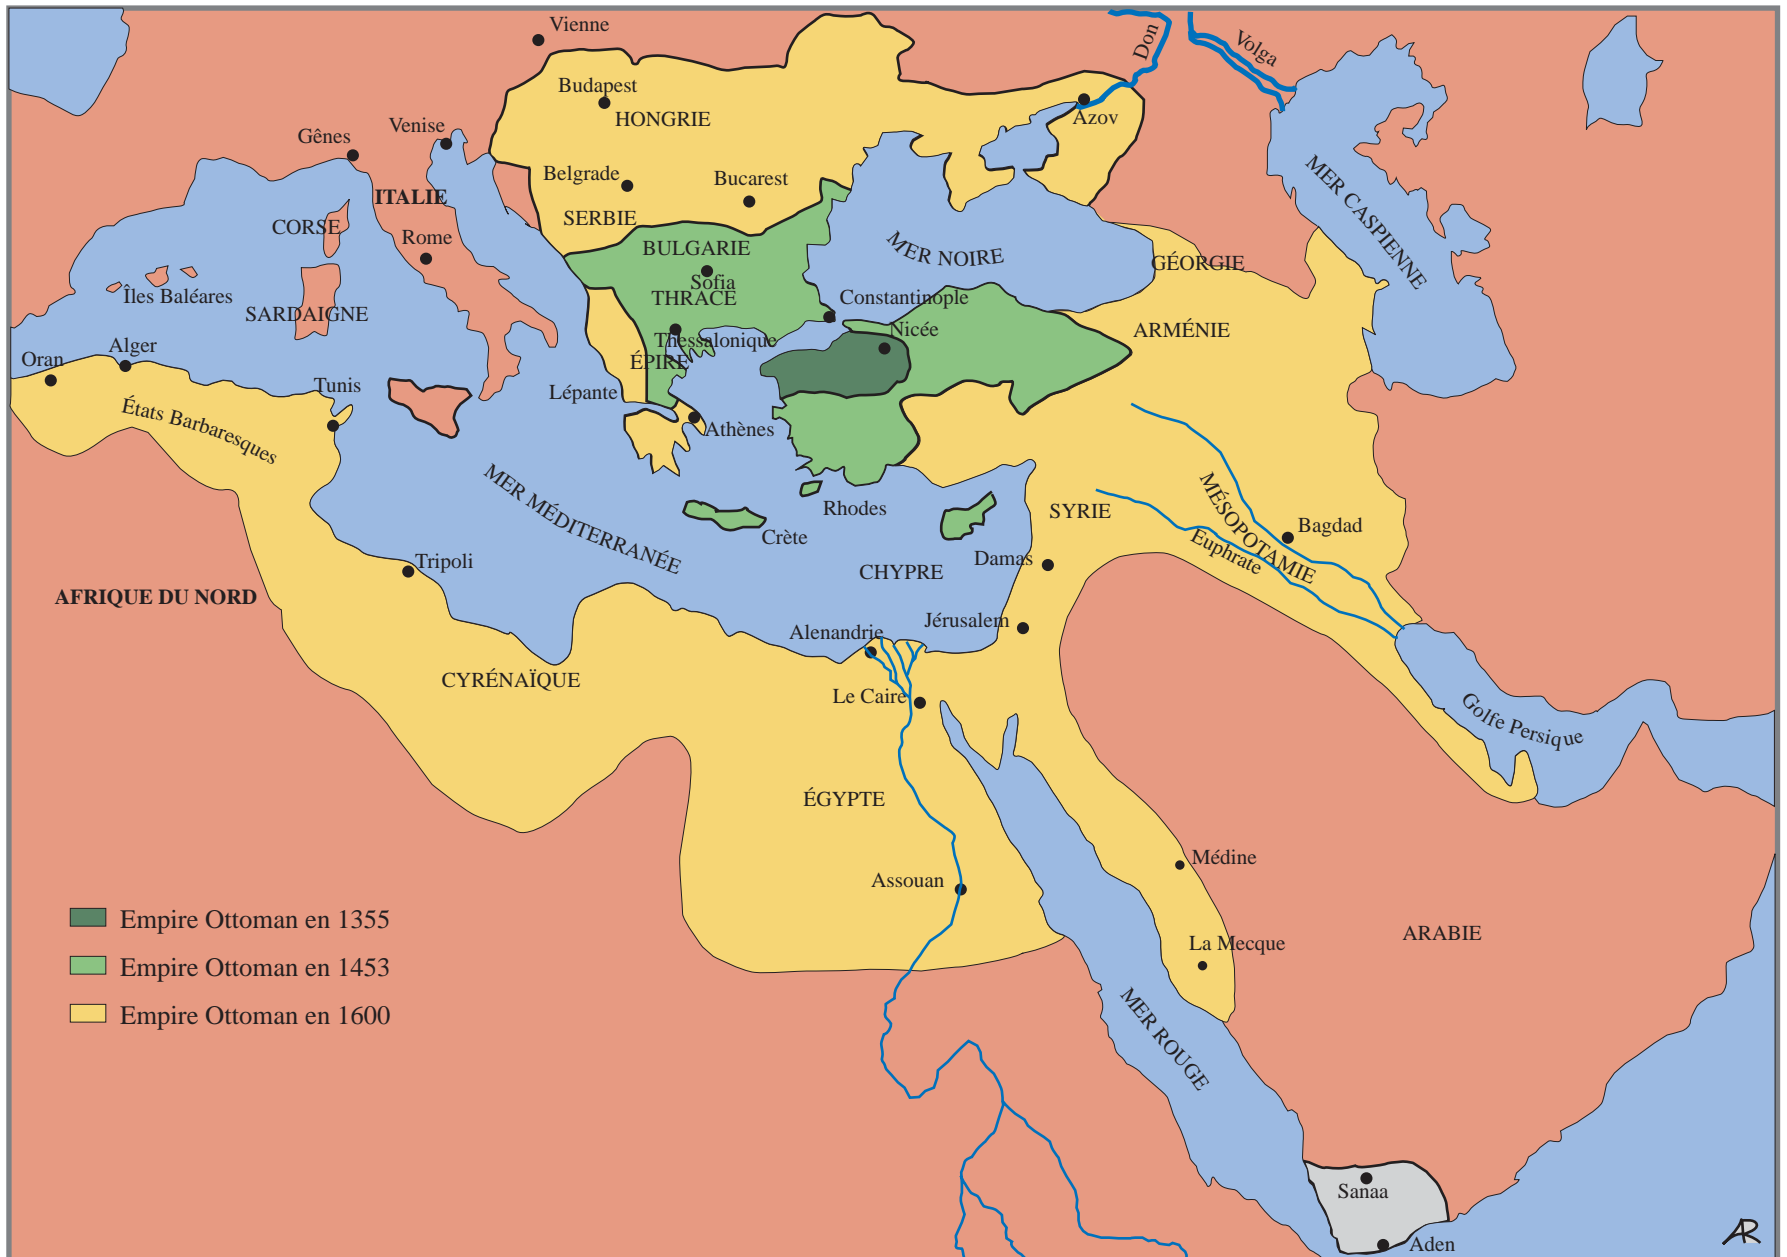 Vienne
Don
Volga
Budapest
HONGRIE
Azov
Gênes
Venise
Belgrade
Bucarest
MER CASPIENNE
ITALIE
SERBIE
CORSE
Rome
BULGARIE
MER NOIRE
GÉORGIE
Sofia
Îles Baléares
THRACE
Constantinople
SARDAIGNE
Nicée
ARMÉNIE
Oran
Alger
Thessalonique
ÉPIRE
Tunis
Lépante
États Barbaresques
Athènes
MER MÉDITERRANÉE
Rhodes
SYRIE
MÉSOPOTAMIE
Bagdad
Crète
Euphrate
Tripoli
CHYPRE
Damas
AFRIQUE DU NORD
Jérusalem
Alenandrie
CYRÉNAÏQUE
Le Caire
Golfe Persique
ÉGYPTE
Médine
Assouan
Empire Ottoman en 1355
ARABIE
La Mecque
Empire Ottoman en 1453
Empire Ottoman en 1600
MER ROUGE
Sanaa
Aden
AR